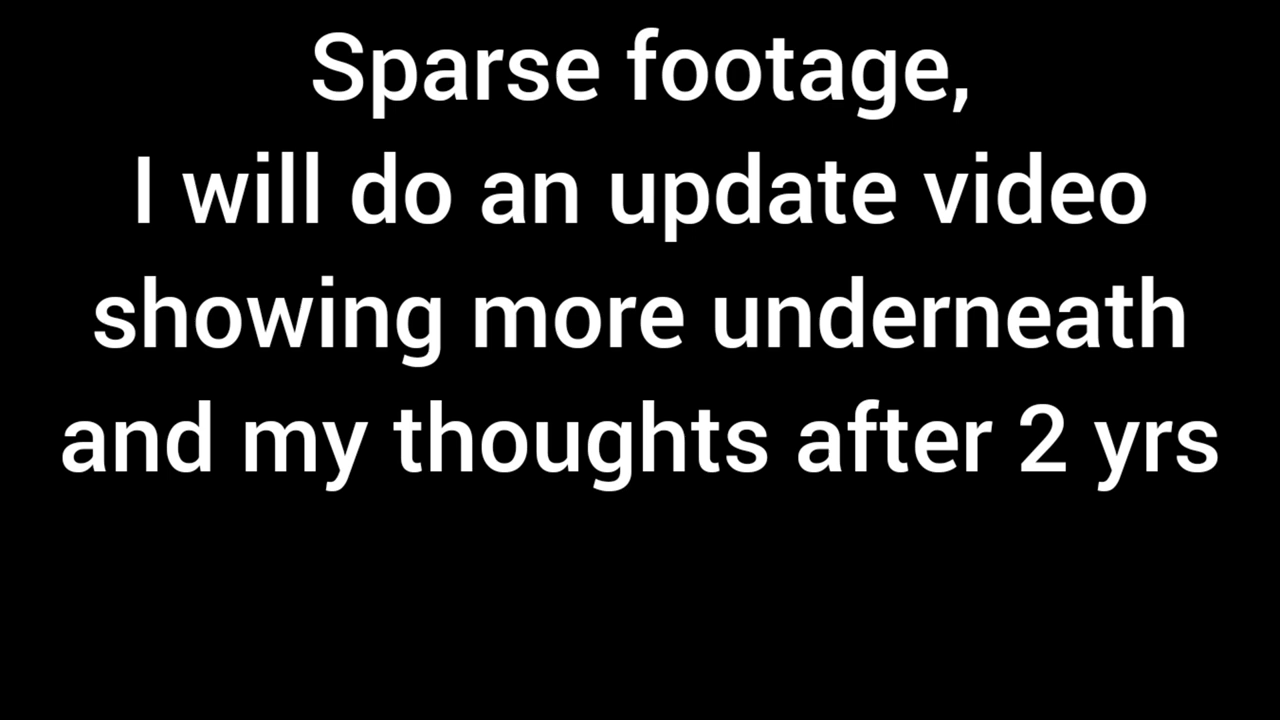 Sparse footage,
I will do an update video
showing more underneath
and my thoughts after 2 yrs